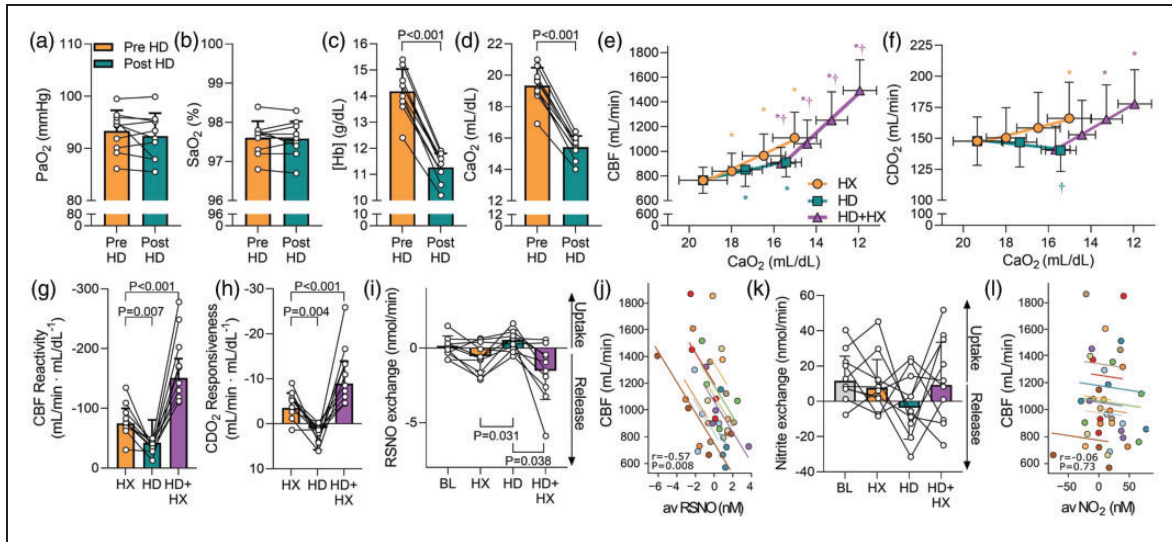 (a)
110
100
90
80
0
PaO₂ (mmHg)
Pre HD
Post HD
Pre HD
Post HD
(b)
99
98
97
96
96
0
SaO₂ (%)
Pre HD
Post HD
(c)
P<0.001
16
14
12
10
0
[Hb] (g/dL)
Pre HD
Post HD
(d)
P<0.001
22
20
18
16
14
0
CaO₂ (mL/dL)
Pre HD
Post HD
(e)
1800
1600
1400
1200
1000
800
600
600
0
CBF (mL/min)
*
*
*
*†
*†
*†
*†
*
*
HX
HD
HD+HX
20 18 16 14 12
CaO₂ (mL/dL)
(f)
225
200
175
150
125
100
100
0
CDO₂ (mL/min)
*
*
*
†
20 18 16 14 12
CaO₂ (mL/dL)
(g)
P<0.001
P=0.007
-300
-200
-100
0
CBF Readivity
(mL/min · mL/dL⁻¹)
HX HD HD+
HX
(h)
P<0.001
P=0.004
-30
-20
-10
0
10
CDO₂ Responsiveness
(mL/min · mL/dL⁻¹)
HX HD HD+
HX
(i)
0
RSNO exchange (nmol/min)
Uptake
Release
P=0.031
P=0.038
BL HX HD HD+
HX
(j)
1800
1600
1400
1200
1000
800
600
CBF (mL/min)
r=-0.57
P=0.008
-6 -4 -2 0 2 4
av RSNO (nM)
(k)
60
40
20
0
-20
-40
Nitrite exchange (nmol/min)
Uptake
Release
BL HX HD HD+
HX
(l)
1800
1600
1400
1200
1000
800
600
CBF (mL/min)
r=-0.06
P=0.73
-50 0 50
av NO₂ (nM)